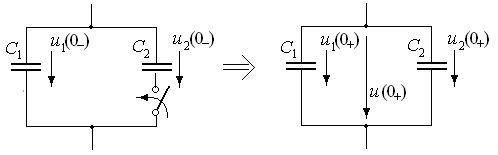 C₁ u₁(0₋) C₂ u₂(0₋)
C₁ u₁(0₊) C₂ u₂(0₊)
u(0₊)